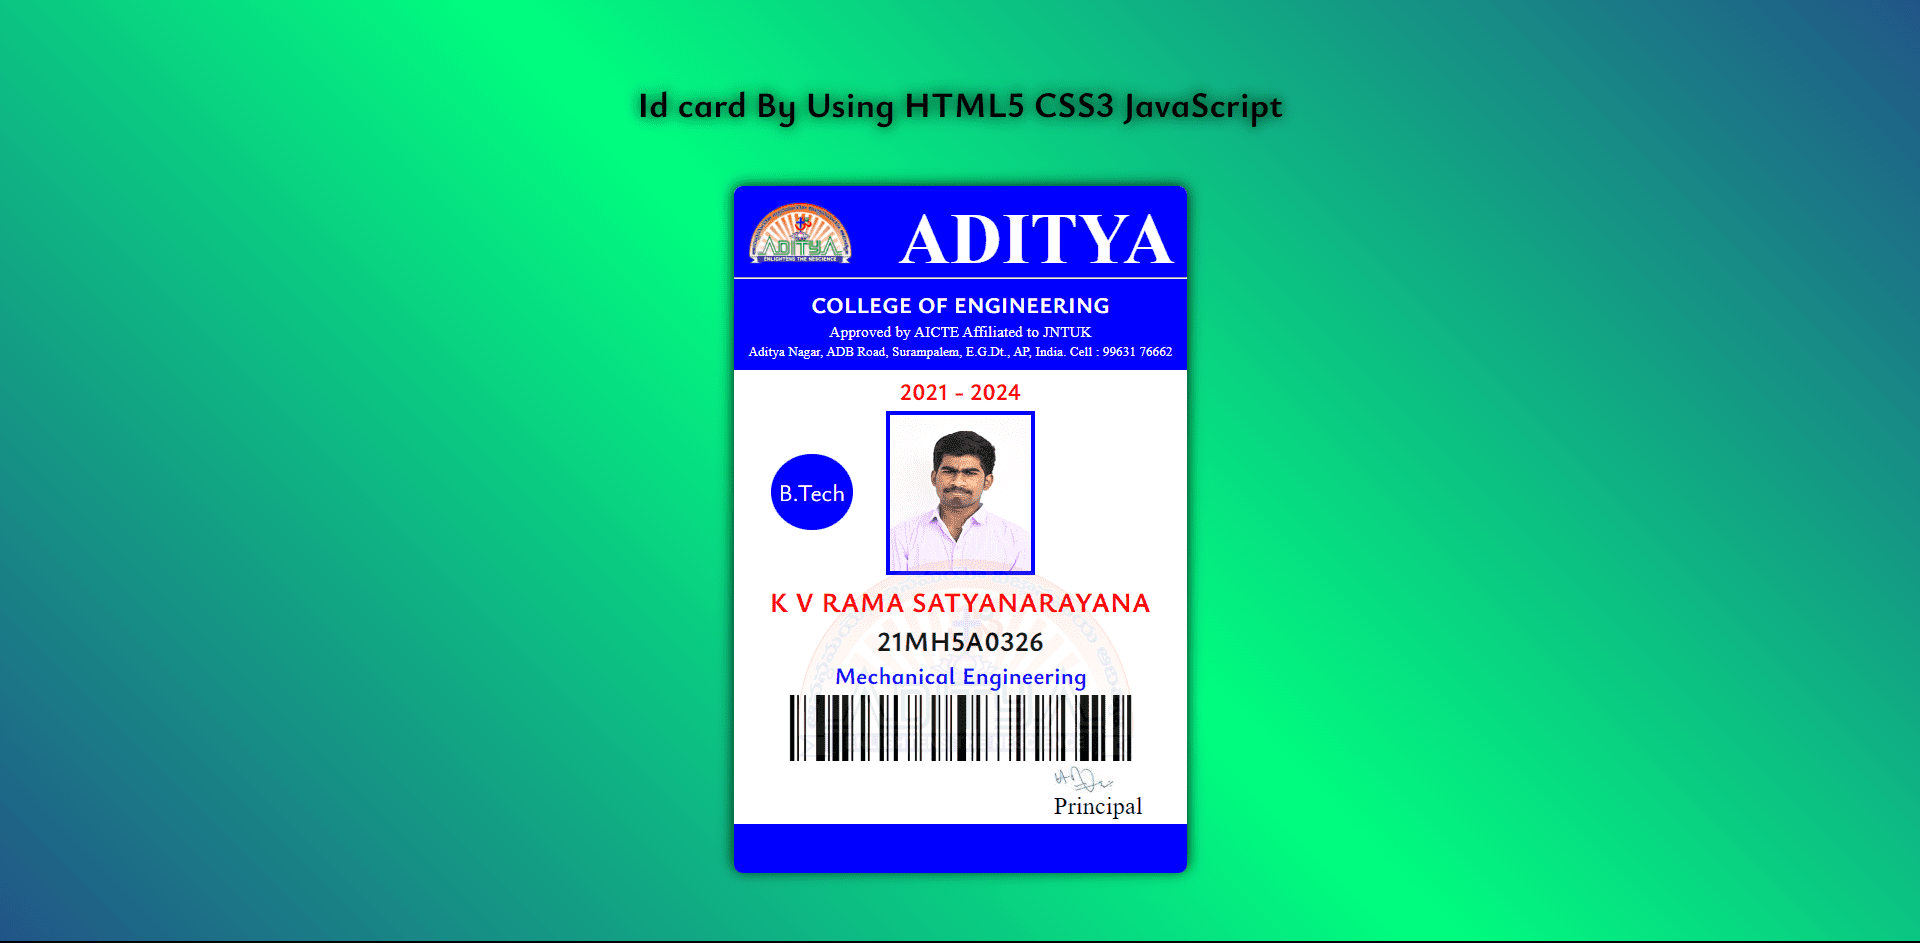 Id card By Using HTML5 CSS3 JavaScript
ADITYA
ENLIGHTENS THE NESCIENCE
ADITYA
COLLEGE OF ENGINEERING
Approved by AICTE Affiliated to JNTUK
Aditya Nagar, ADB Road, Surampalem, E.G.Dt., AP, India. Cell : 99631 76662
2021 - 2024
B.Tech
K V RAMA SATYANARAYANA
21MH5A0326
Mechanical Engineering
ADITYA
Principal